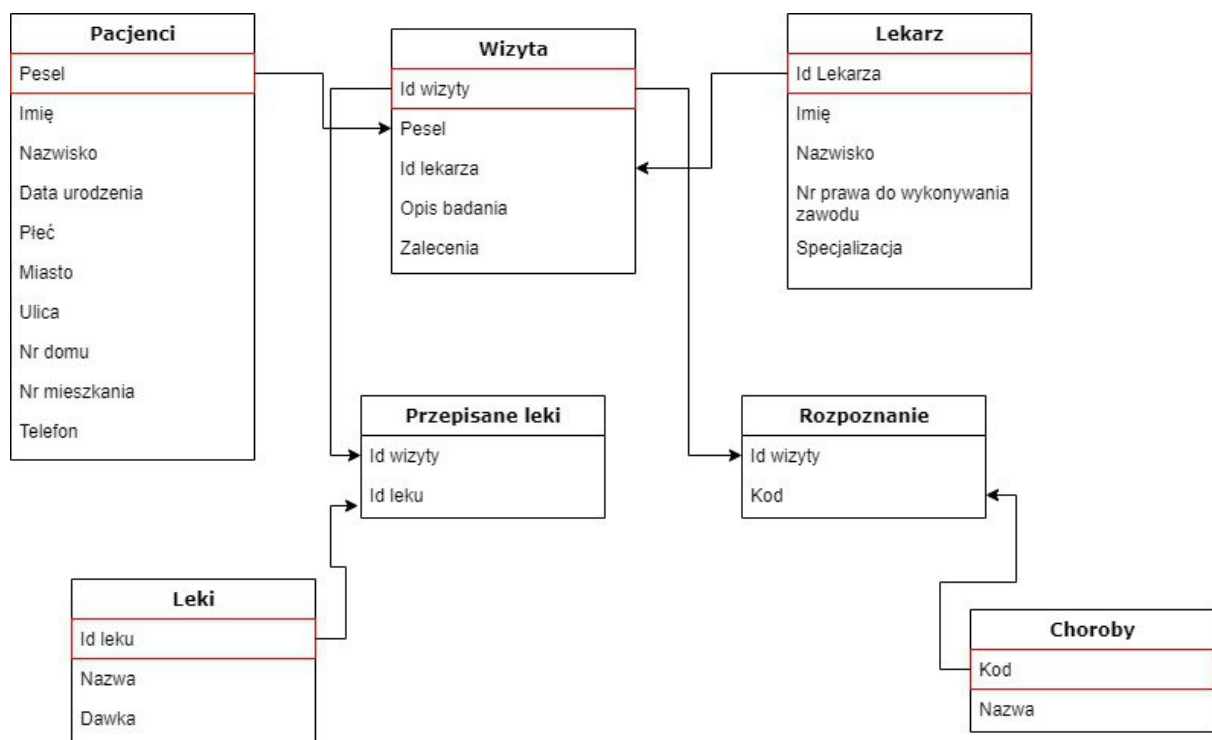 Pacjenci
Pesel
Imię
Nazwisko
Data urodzenia
Płeć
Miasto
Ulica
Nr domu
Nr mieszkania
Telefon
Wizyta
Id wizyty
Pesel
Id lekarza
Opis badania
Zalecenia
Lekarz
Id Lekarza
Imię
Nazwisko
Nr prawa do wykonywania
zawodu
Specjalizacja
Przepisane leki
Id wizyty
Id leku
Rozpoznanie
Id wizyty
Kod
Leki
Id leku
Nazwa
Dawka
Choroby
Kod
Nazwa